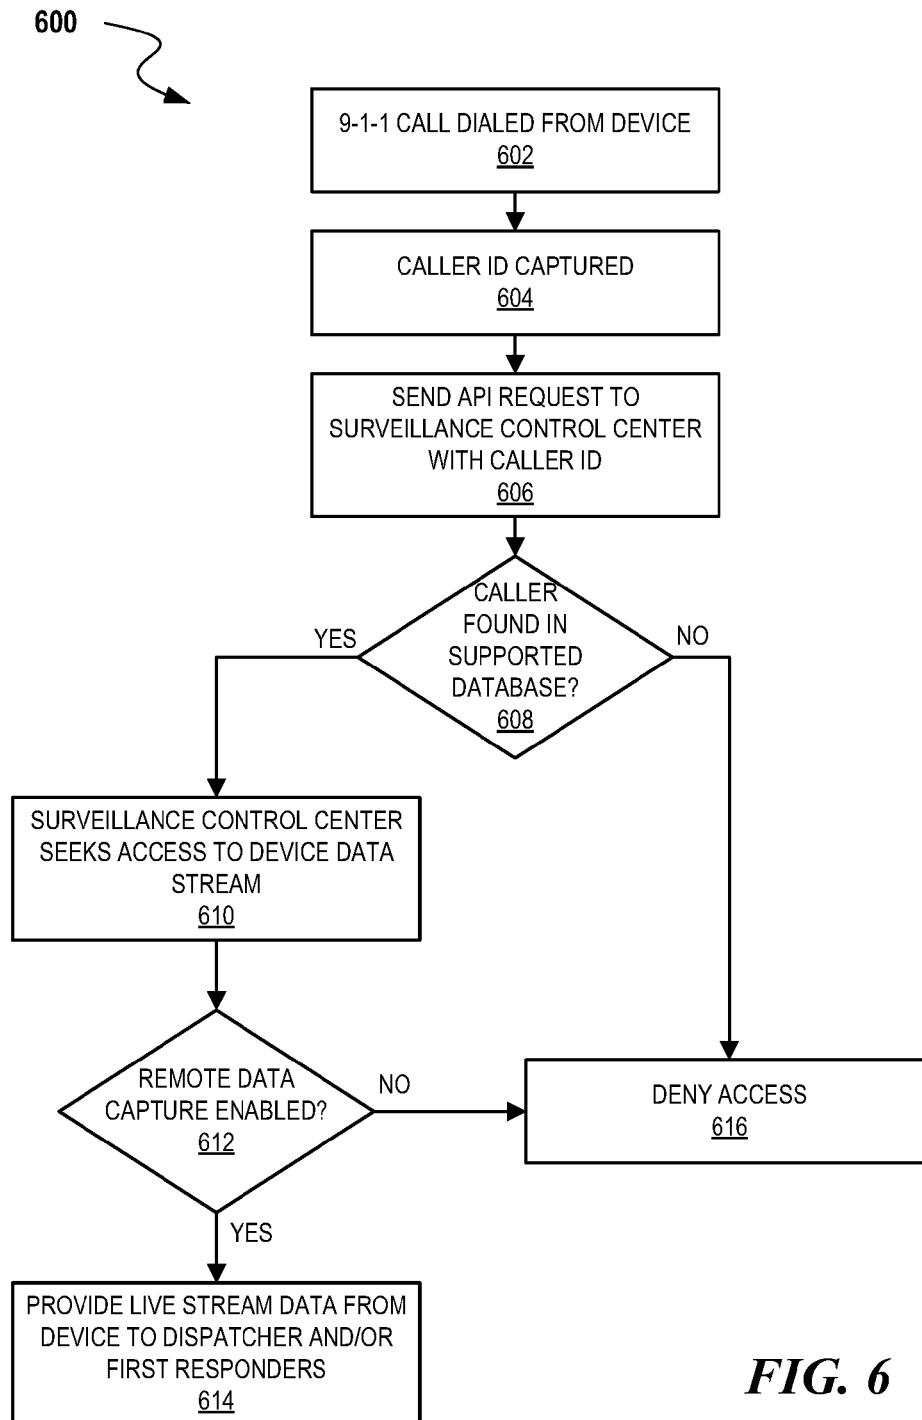 600
9-1-1 CALL DIALED FROM DEVICE
602
CALLER ID CAPTURED
604
SEND API REQUEST TO
SURVEILLANCE CONTROL CENTER
WITH CALLER ID
606
CALLER
FOUND IN
SUPPORTED
DATABASE?
608
YES
NO
SURVEILLANCE CONTROL CENTER
SEEKS ACCESS TO DEVICE DATA
STREAM
610
REMOTE DATA
CAPTURE ENABLED?
612
NO
DENY ACCESS
616
YES
PROVIDE LIVE STREAM DATA FROM
DEVICE TO DISPATCHER AND/OR
FIRST RESPONDERS
614
FIG. 6